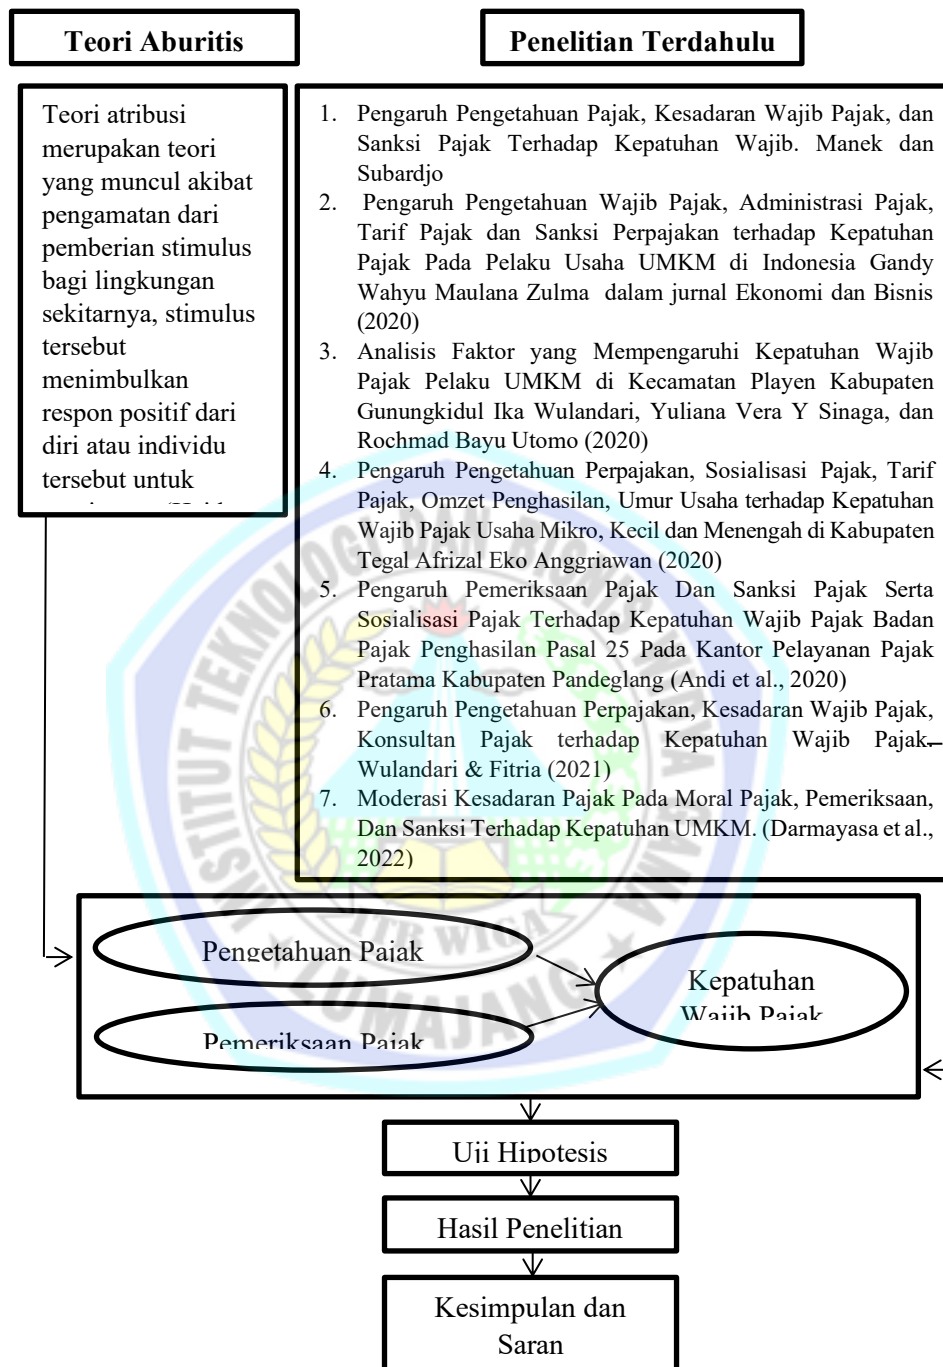 Teori Aburitis
Penelitian Terdahulu
Teori atribusi
merupakan teori
yang muncul akibat
pengamatan dari
pemberian stimulus
bagi lingkungan
sekitarnya, stimulus
tersebut
menimbulkan
respon positif dari
diri atau individu
tersebut untuk
1. Pengaruh Pengetahuan Pajak, Kesadaran Wajib Pajak, dan
Sanksi Pajak Terhadap Kepatuhan Wajib. Manek dan
Subardjo
2. Pengaruh Pengetahuan Wajib Pajak, Administrasi Pajak,
Tarif Pajak dan Sanksi Perpajakan terhadap Kepatuhan
Pajak Pada Pelaku Usaha UMKM di Indonesia Gandy
Wahyu Maulana Zulma dalam jurnal Ekonomi dan Bisnis
(2020)
3. Analisis Faktor yang Mempengaruhi Kepatuhan Wajib
Pajak Pelaku UMKM di Kecamatan Playen Kabupaten
Gunungkidul Ika Wulandari, Yuliana Vera Y Sinaga, dan
Rochmad Bayu Utomo (2020)
4. Pengaruh Pengetahuan Perpajakan, Sosialisasi Pajak, Tarif
Pajak, Omzet Penghasilan, Umur Usaha terhadap Kepatuhan
Wajib Pajak Usaha Mikro, Kecil dan Menengah di Kabupaten
Tegal Afrizal Eko Anggriawan (2020)
5. Pengaruh Pemeriksaan Pajak Dan Sanksi Pajak Serta
Sosialisasi Pajak Terhadap Kepatuhan Wajib Pajak Badan
Pajak Penghasilan Pasal 25 Pada Kantor Pelayanan Pajak
Pratama Kabupaten Pandeglang (Andi et al., 2020)
6. Pengaruh Pengetahuan Perpajakan, Kesadaran Wajib Pajak,
Konsultan Pajak terhadap Kepatuhan Wajib Pajak.
Wulandari & Fitria (2021)
7. Moderasi Kesadaran Pajak Pada Moral Pajak, Pemeriksaan,
Dan Sanksi Terhadap Kepatuhan UMKM. (Darmayasa et al.,
2022)
INSTITUT TEKNOLOGI DAN BISNIS WIDYA GAMA
ITB WIGA
LUMAJANG
Pengetahuan Pajak
Pemeriksaan Pajak
Kepatuhan
Wajib Pajak
Uji Hipotesis
Hasil Penelitian
Kesimpulan dan
Saran